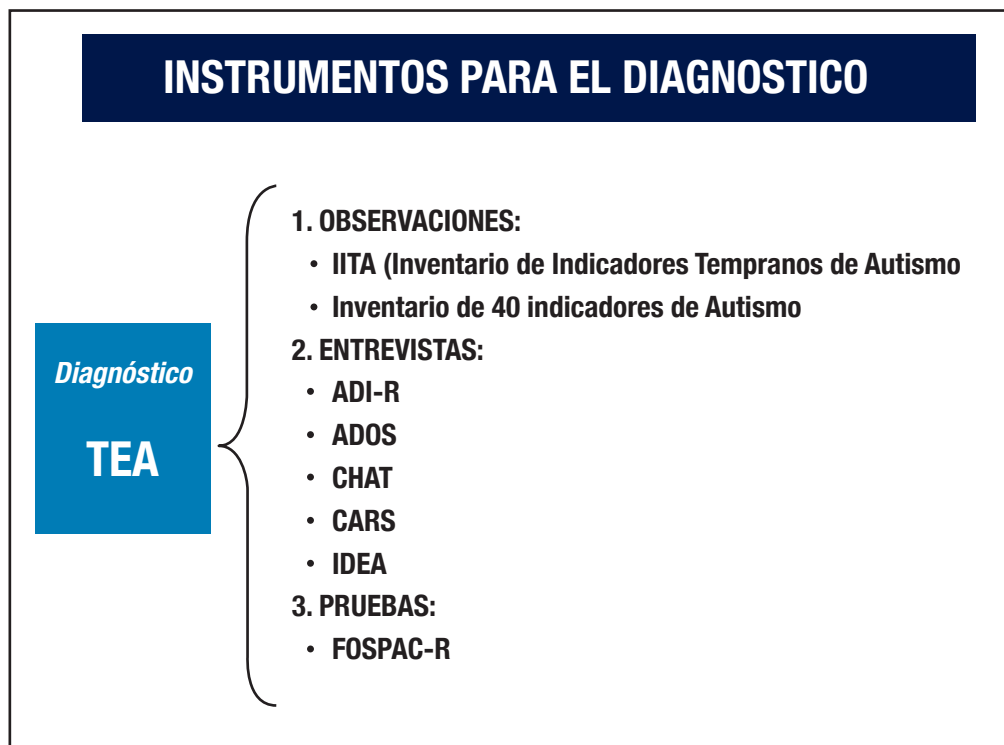 INSTRUMENTOS PARA EL DIAGNOSTICO
Diagnóstico
TEA
1. OBSERVACIONES:
• IITA (Inventario de Indicadores Tempranos de Autismo
• Inventario de 40 indicadores de Autismo
2. ENTREVISTAS:
• ADI-R
• ADOS
• CHAT
• CARS
• IDEA
3. PRUEBAS:
• FOSPAC-R